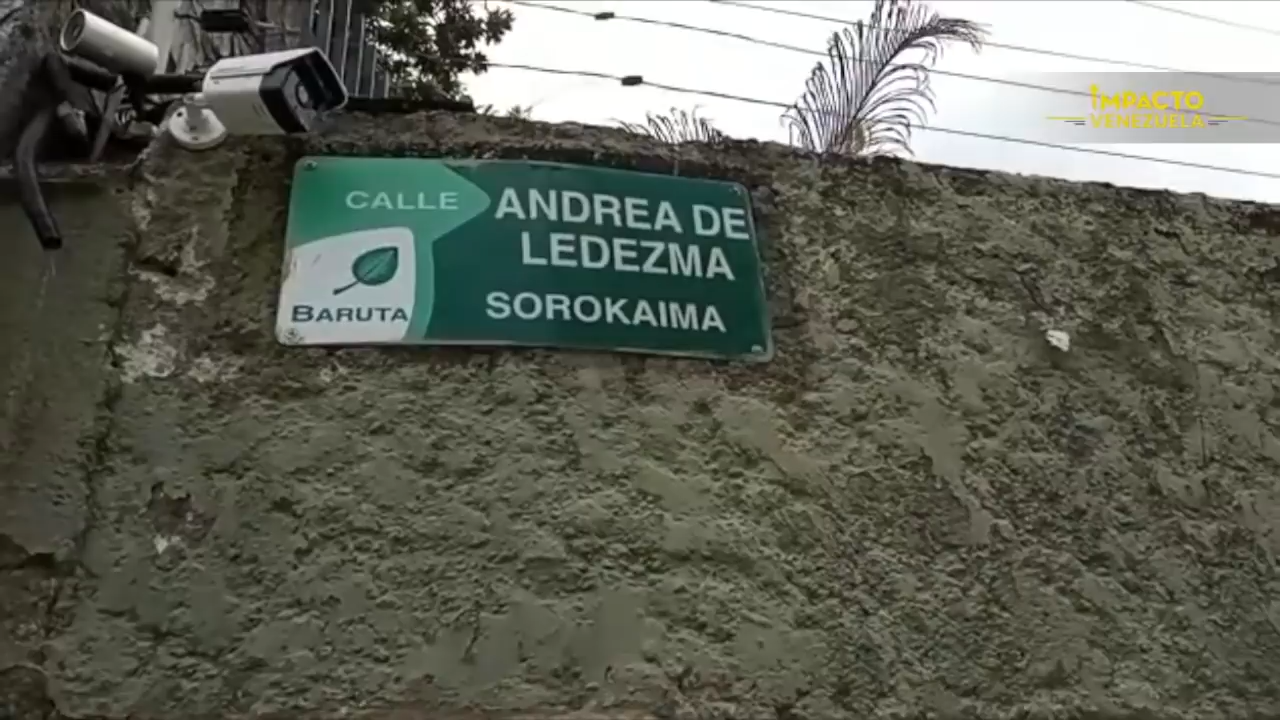 CALLE
ANDREA DE
LEDEZMA
SOROKAIMA
BARUTA
IMPACTO
VENEZUELA